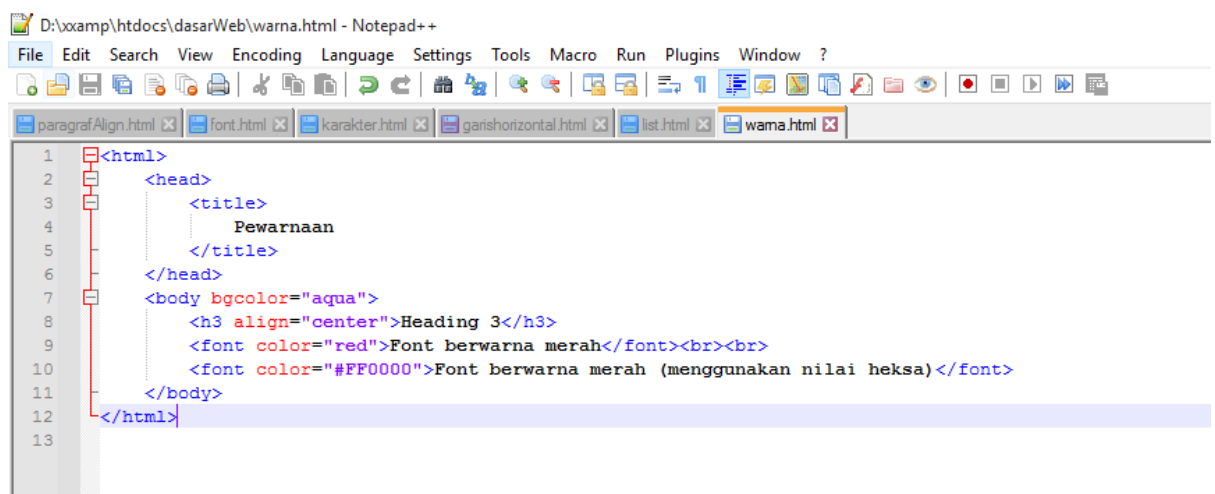 D:\xxamp\htdocs\dasarWeb\warna.html - Notepad++
File Edit Search View Encoding Language Settings Tools Macro Run Plugins Window ?
paragrafAlign.html font.html karakter.html garishorizontal.html list.html warna.html
1 <html>
2 <head>
3 <title>
4 Pewarnaan
5 </title>
6 </head>
7 <body bgcolor="aqua">
8 <h3 align="center">Heading 3</h3>
9 <font color="red">Font berwarna merah</font><br><br>
10 <font color="#FF0000">Font berwarna merah (menggunakan nilai heksa)</font>
11 </body>
12 </html>
13